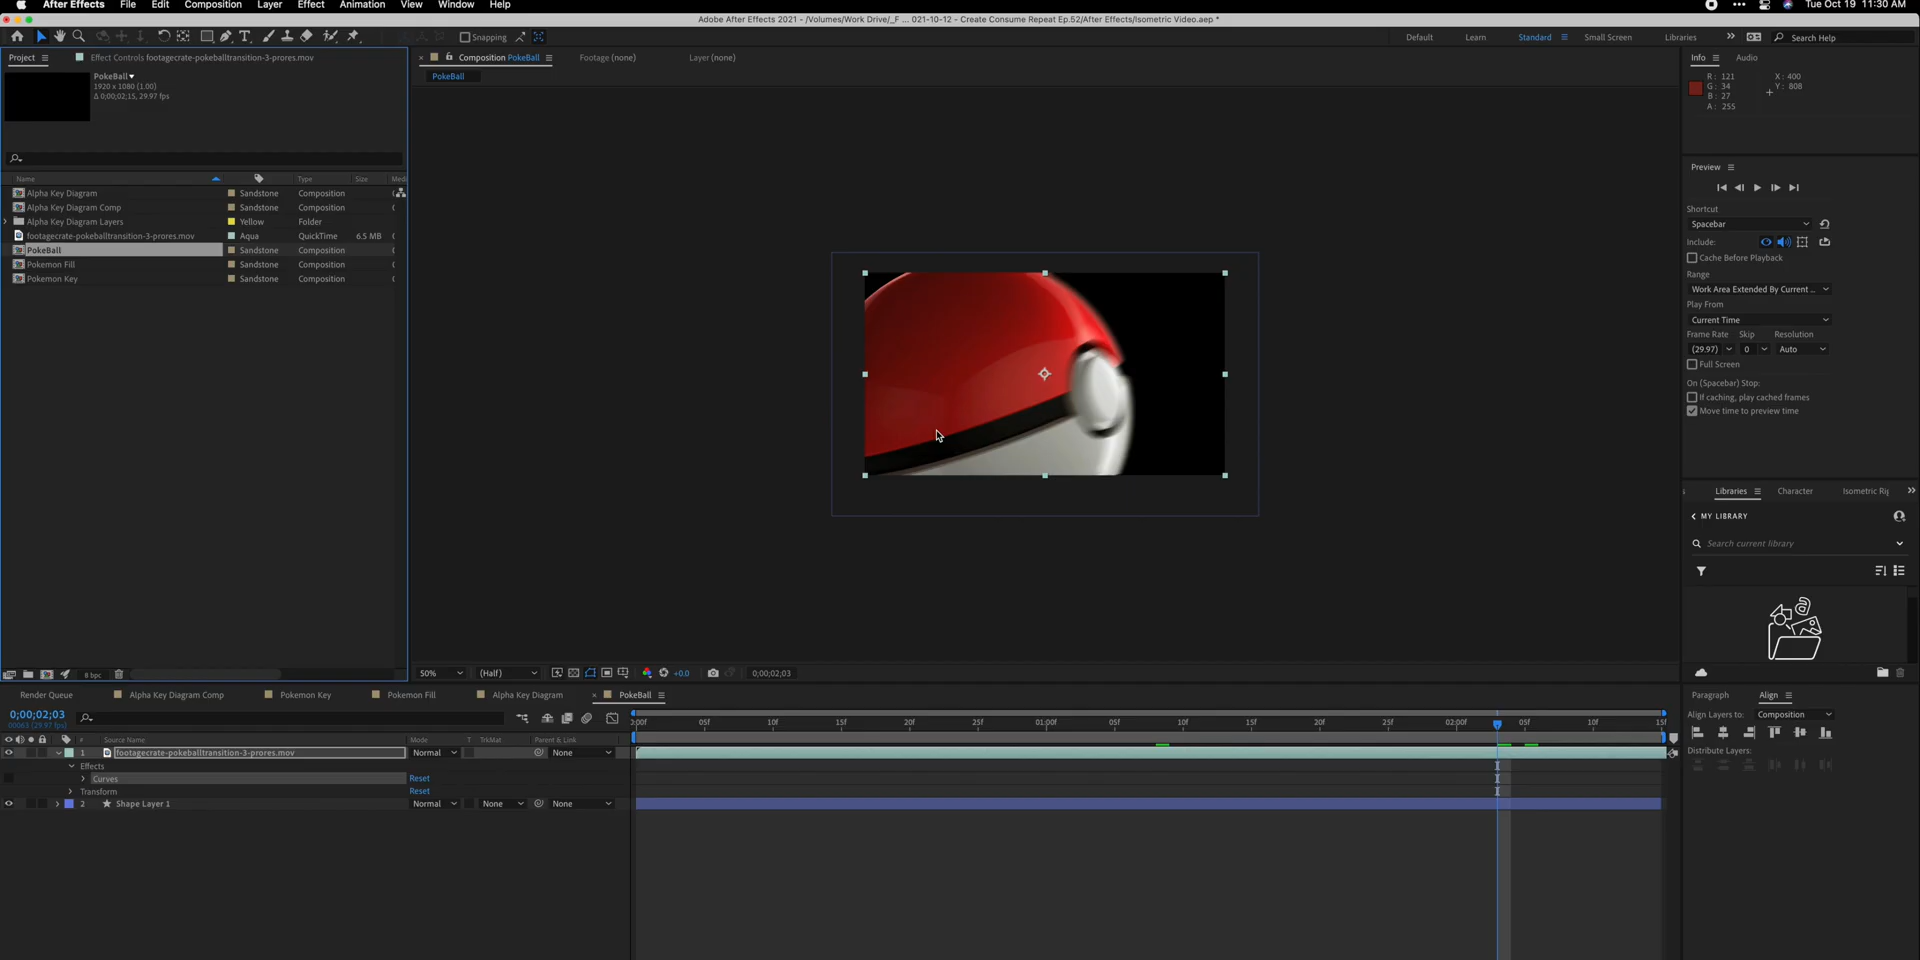 After Effects File Edit Composition Layer Effect Animation View Window Help Tue Oct 19 11:30 AM
Adobe After Effects 2021 - /Volumes/Work Drive/_F ... 021-10-12 - Create Consume Repeat Ep.52/After Effects/Isometric Video.aep *
Snapping Default Learn Standard Small Screen Libraries Search Help
Project Effect Controls footagecrate-pokeballtransition-3-prores.mov Composition PokeBall Footage (none) Layer (none) Info Audio
PokeBall
1920 x 1080 (1.00)
Δ 0;00;02;15, 29.97 fps
PokeBall
R: 121 X: 400
G: 34 Y: 808
B: 27
A: 255
Preview
Name Type Size Medi
Alpha Key Diagram Sandstone Composition
Alpha Key Diagram Comp Sandstone Composition
Alpha Key Diagram Layers Yellow Folder
footagecrate-pokeballtransition-3-prores.mov Aqua QuickTime 6.5 MB
PokeBall Sandstone Composition
Pokemon Fill Sandstone Composition
Pokemon Key Sandstone Composition
Shortcut
Spacebar
Include:
Cache Before Playback
Range
Work Area Extended By Current ...
Play From
Current Time
Frame Rate Skip Resolution
(29.97) 0 Auto
Full Screen
On (Spacebar) Stop:
If caching, play cached frames
Move time to preview time
Libraries Character Isometric Rig
MY LIBRARY
Search current library
8 bpc 50% (Half) +0.0 0;00;02;03
Render Queue Alpha Key Diagram Comp Pokemon Key Pokemon Fill Alpha Key Diagram PokeBall
Paragraph Align
0;00;02;03
00063 (29.97 fps)
:00f 05f 10f 15f 20f 25f 01:00f 05f 10f 15f 20f 25f 02:00f 05f 10f 15f
Align Layers to: Composition
# Source Name Mode T TrkMat Parent & Link
1 footagecrate-pokeballtransition-3-prores.mov Normal None
Distribute Layers:
Effects
Curves Reset
Transform Reset
2 Shape Layer 1 Normal None None